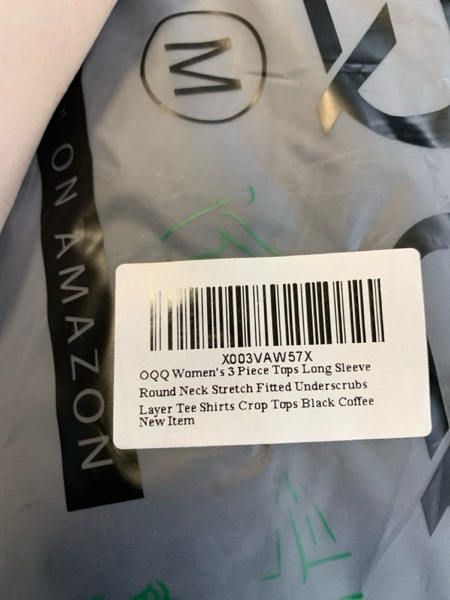 M
" ON AMAZON
X003VAW57X
OQQ Women's 3 Piece Tops Long Sleeve
Round Neck Stretch Fitted Underscrubs
Layer Tee Shirts Crop Tops Black Coffee
New Item